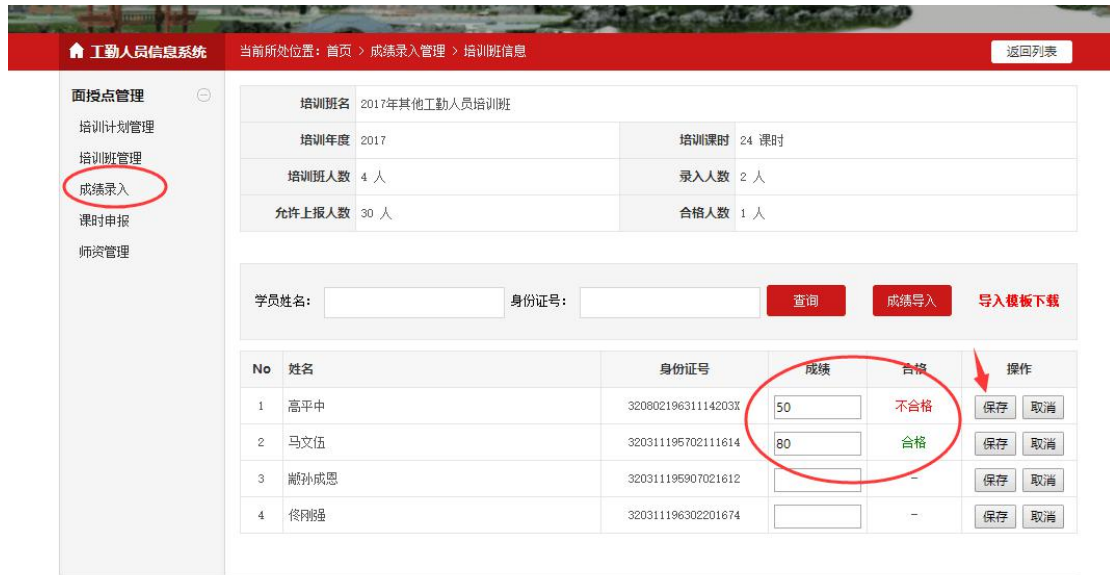 工勤人员信息系统
当前所处位置：首页 > 成绩录入管理 > 培训班信息
返回列表
面授点管理
培训计划管理
培训班管理
成绩录入
课时申报
师资管理
培训班名 2017年其他工勤人员培训班
培训年度 2017 培训课时 24 课时
培训班人数 4 人 录入人数 2 人
允许上报人数 30 人 合格人数 1 人
学员姓名： 身份证号： 查询 成绩导入 导入模板下载
No 姓名 身份证号 成绩 合格 操作
1 高平中 32080219631114203X 50 不合格 保存 取消
2 马文伍 320311195702111614 80 合格 保存 取消
3 颛孙成恩 320311195907021612 - 保存 取消
4 佟刚强 320311196302201674 - 保存 取消